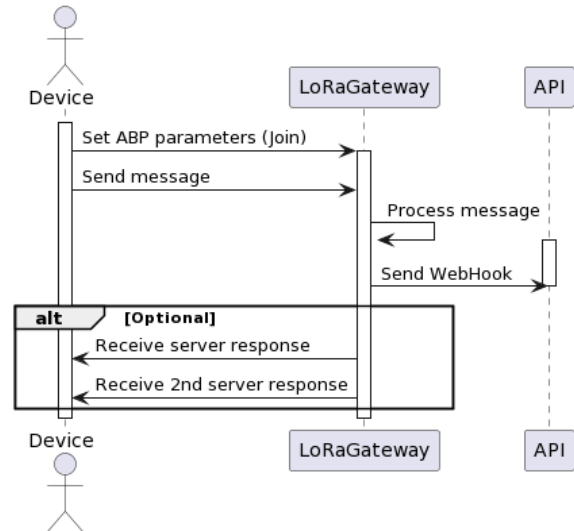 Device
LoRaGateway
API
Set ABP parameters (Join)
Send message
Process message
Send WebHook
alt
[Optional]
Receive server response
Receive 2nd server response
Device
LoRaGateway
API